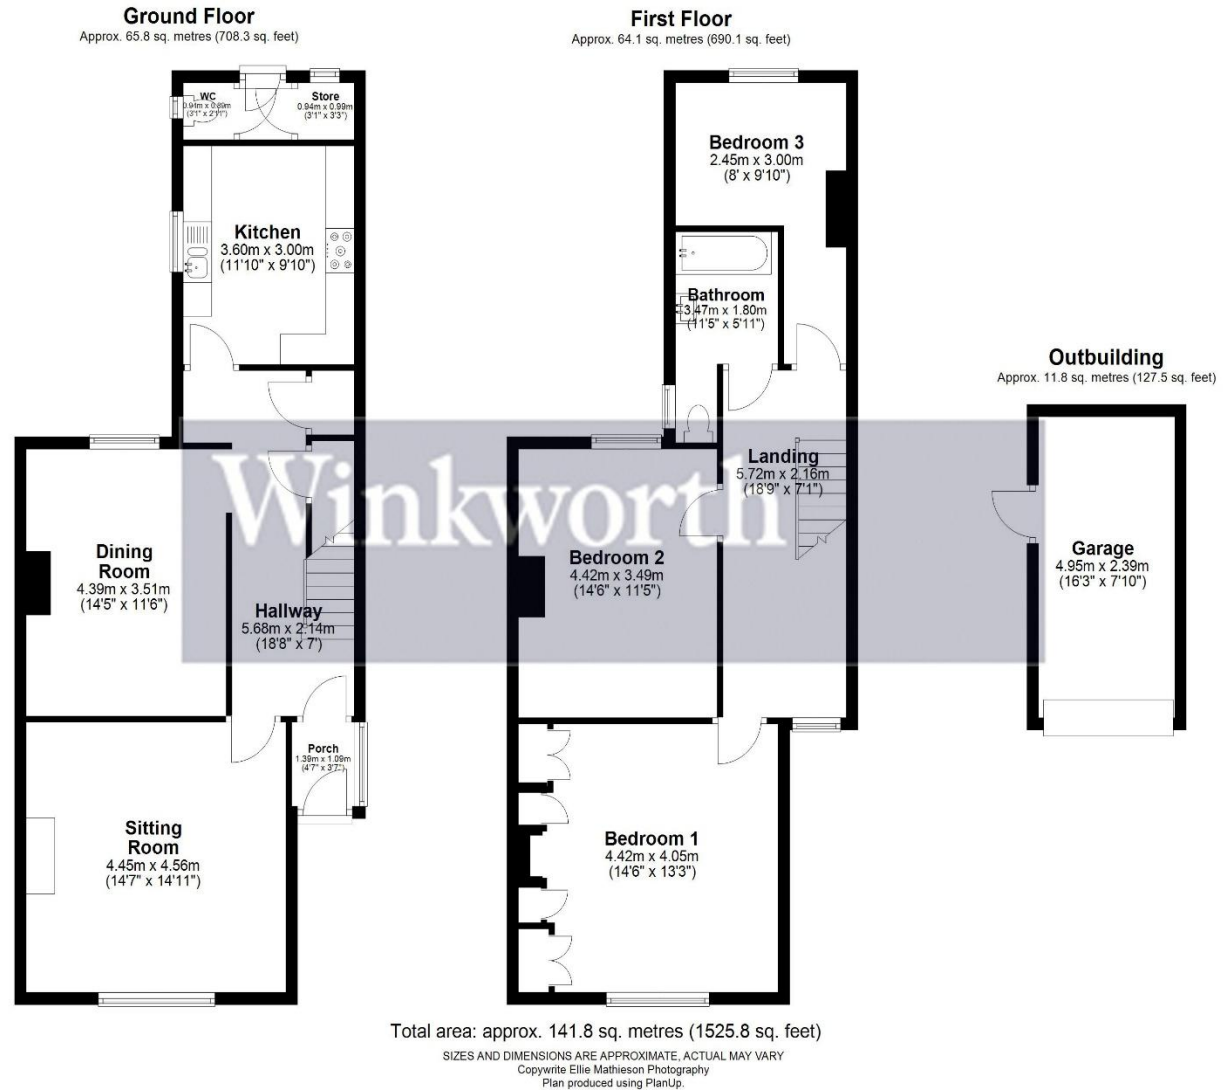 Ground Floor
Approx. 65.8 sq. metres (708.3 sq. feet)
WC
0.94m x 0.89m
(3'1" x 2'11")
Store
0.94m x 0.99m
(3'1" x 3'3")
Kitchen
3.60m x 3.00m
(11'10" x 9'10")
Dining
Room
4.39m x 3.51m
(14'5" x 11'6")
Hallway
5.68m x 2.14m
(18'8" x 7')
Porch
1.39m x 1.09m
(4'7" x 3'7")
Sitting
Room
4.45m x 4.56m
(14'7" x 14'11")
First Floor
Approx. 64.1 sq. metres (690.1 sq. feet)
Bedroom 3
2.45m x 3.00m
(8' x 9'10")
Bathroom
3.47m x 1.80m
(11'5" x 5'11")
Landing
5.72m x 2.16m
(18'9" x 7'1")
Bedroom 2
4.42m x 3.49m
(14'6" x 11'5")
Bedroom 1
4.42m x 4.05m
(14'6" x 13'3")
Outbuilding
Approx. 11.8 sq. metres (127.5 sq. feet)
Garage
4.95m x 2.39m
(16'3" x 7'10")
Winkworth
Total area: approx. 141.8 sq. metres (1525.8 sq. feet)
SIZES AND DIMENSIONS ARE APPROXIMATE, ACTUAL MAY VARY
Copywrite Ellie Mathieson Photography
Plan produced using PlanUp.